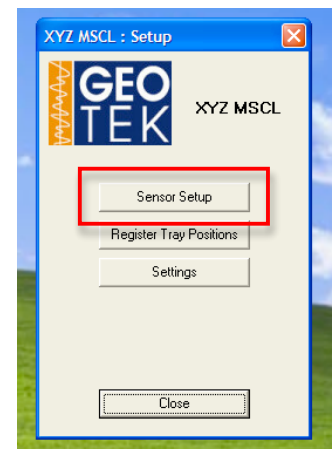 XYZ MSCL : Setup
GEO
TEK
XYZ MSCL
Sensor Setup
Register Tray Positions
Settings
Close